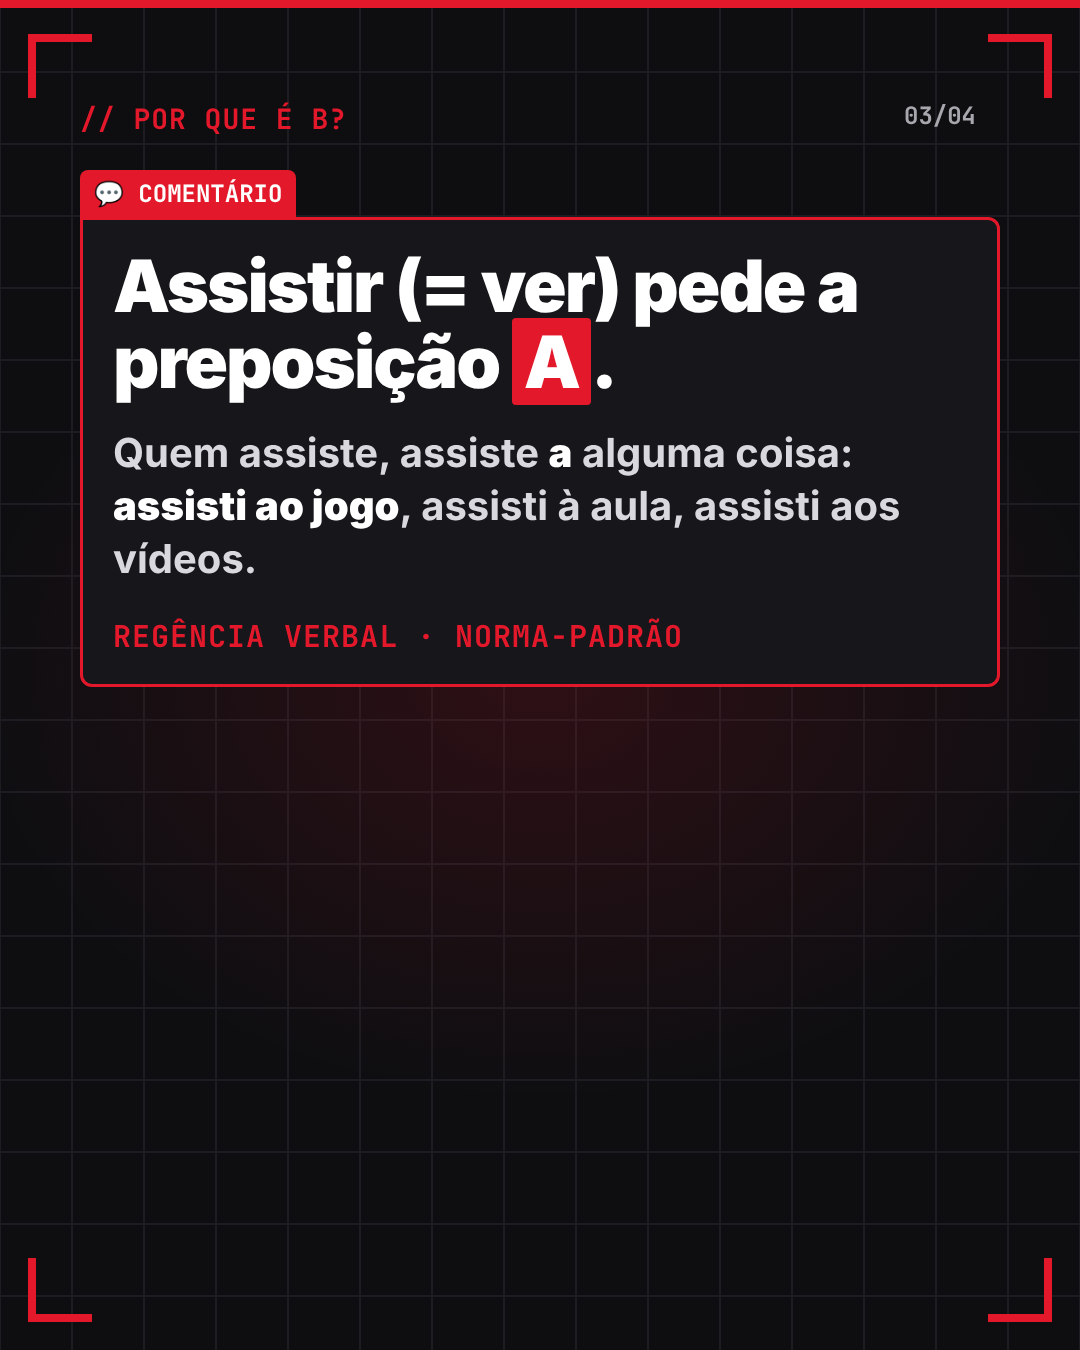 // POR QUE É B?
03/04
💬 COMENTÁRIO
Assistir (= ver) pede a
preposição A.
Quem assiste, assiste a alguma coisa:
assisti ao jogo, assisti à aula, assisti aos
vídeos.
REGÊNCIA VERBAL · NORMA-PADRÃO